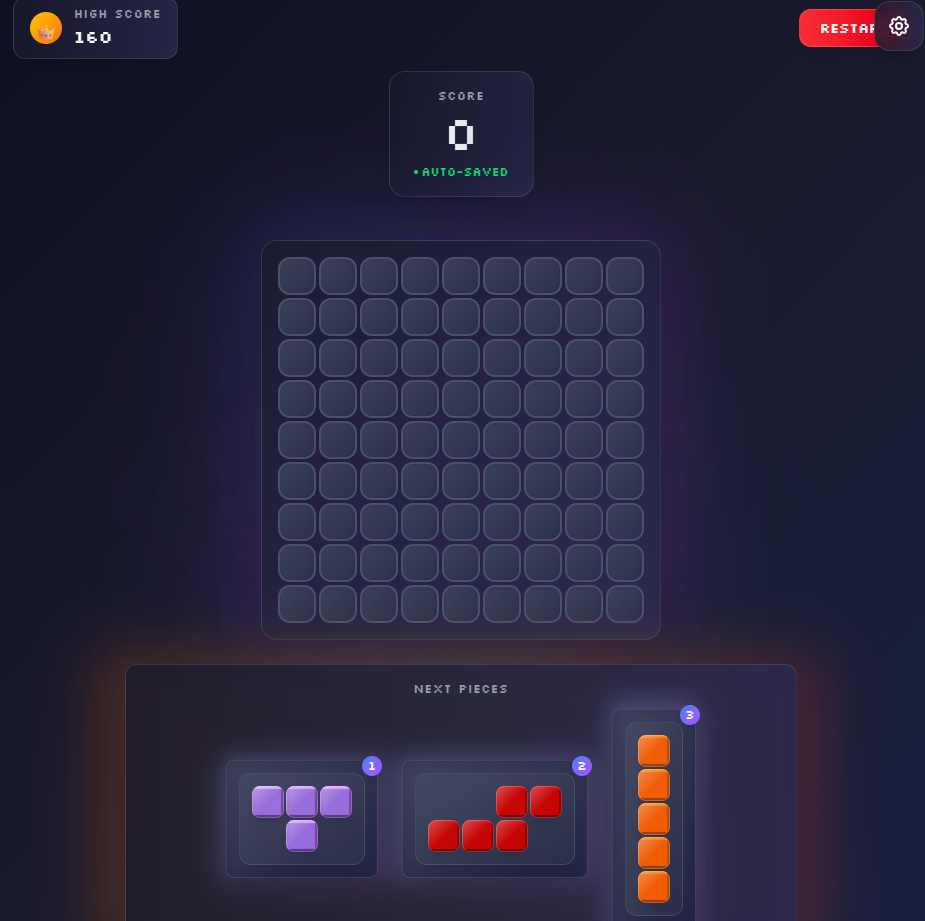 HIGH SCORE
160
RESTAR
SCORE
0
• AUTO-SAVED
NEXT PIECES
1
2
3